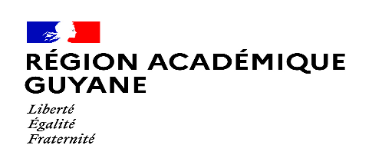 RÉGION ACADÉMIQUE
GUYANE
Liberté
Égalité
Fraternité